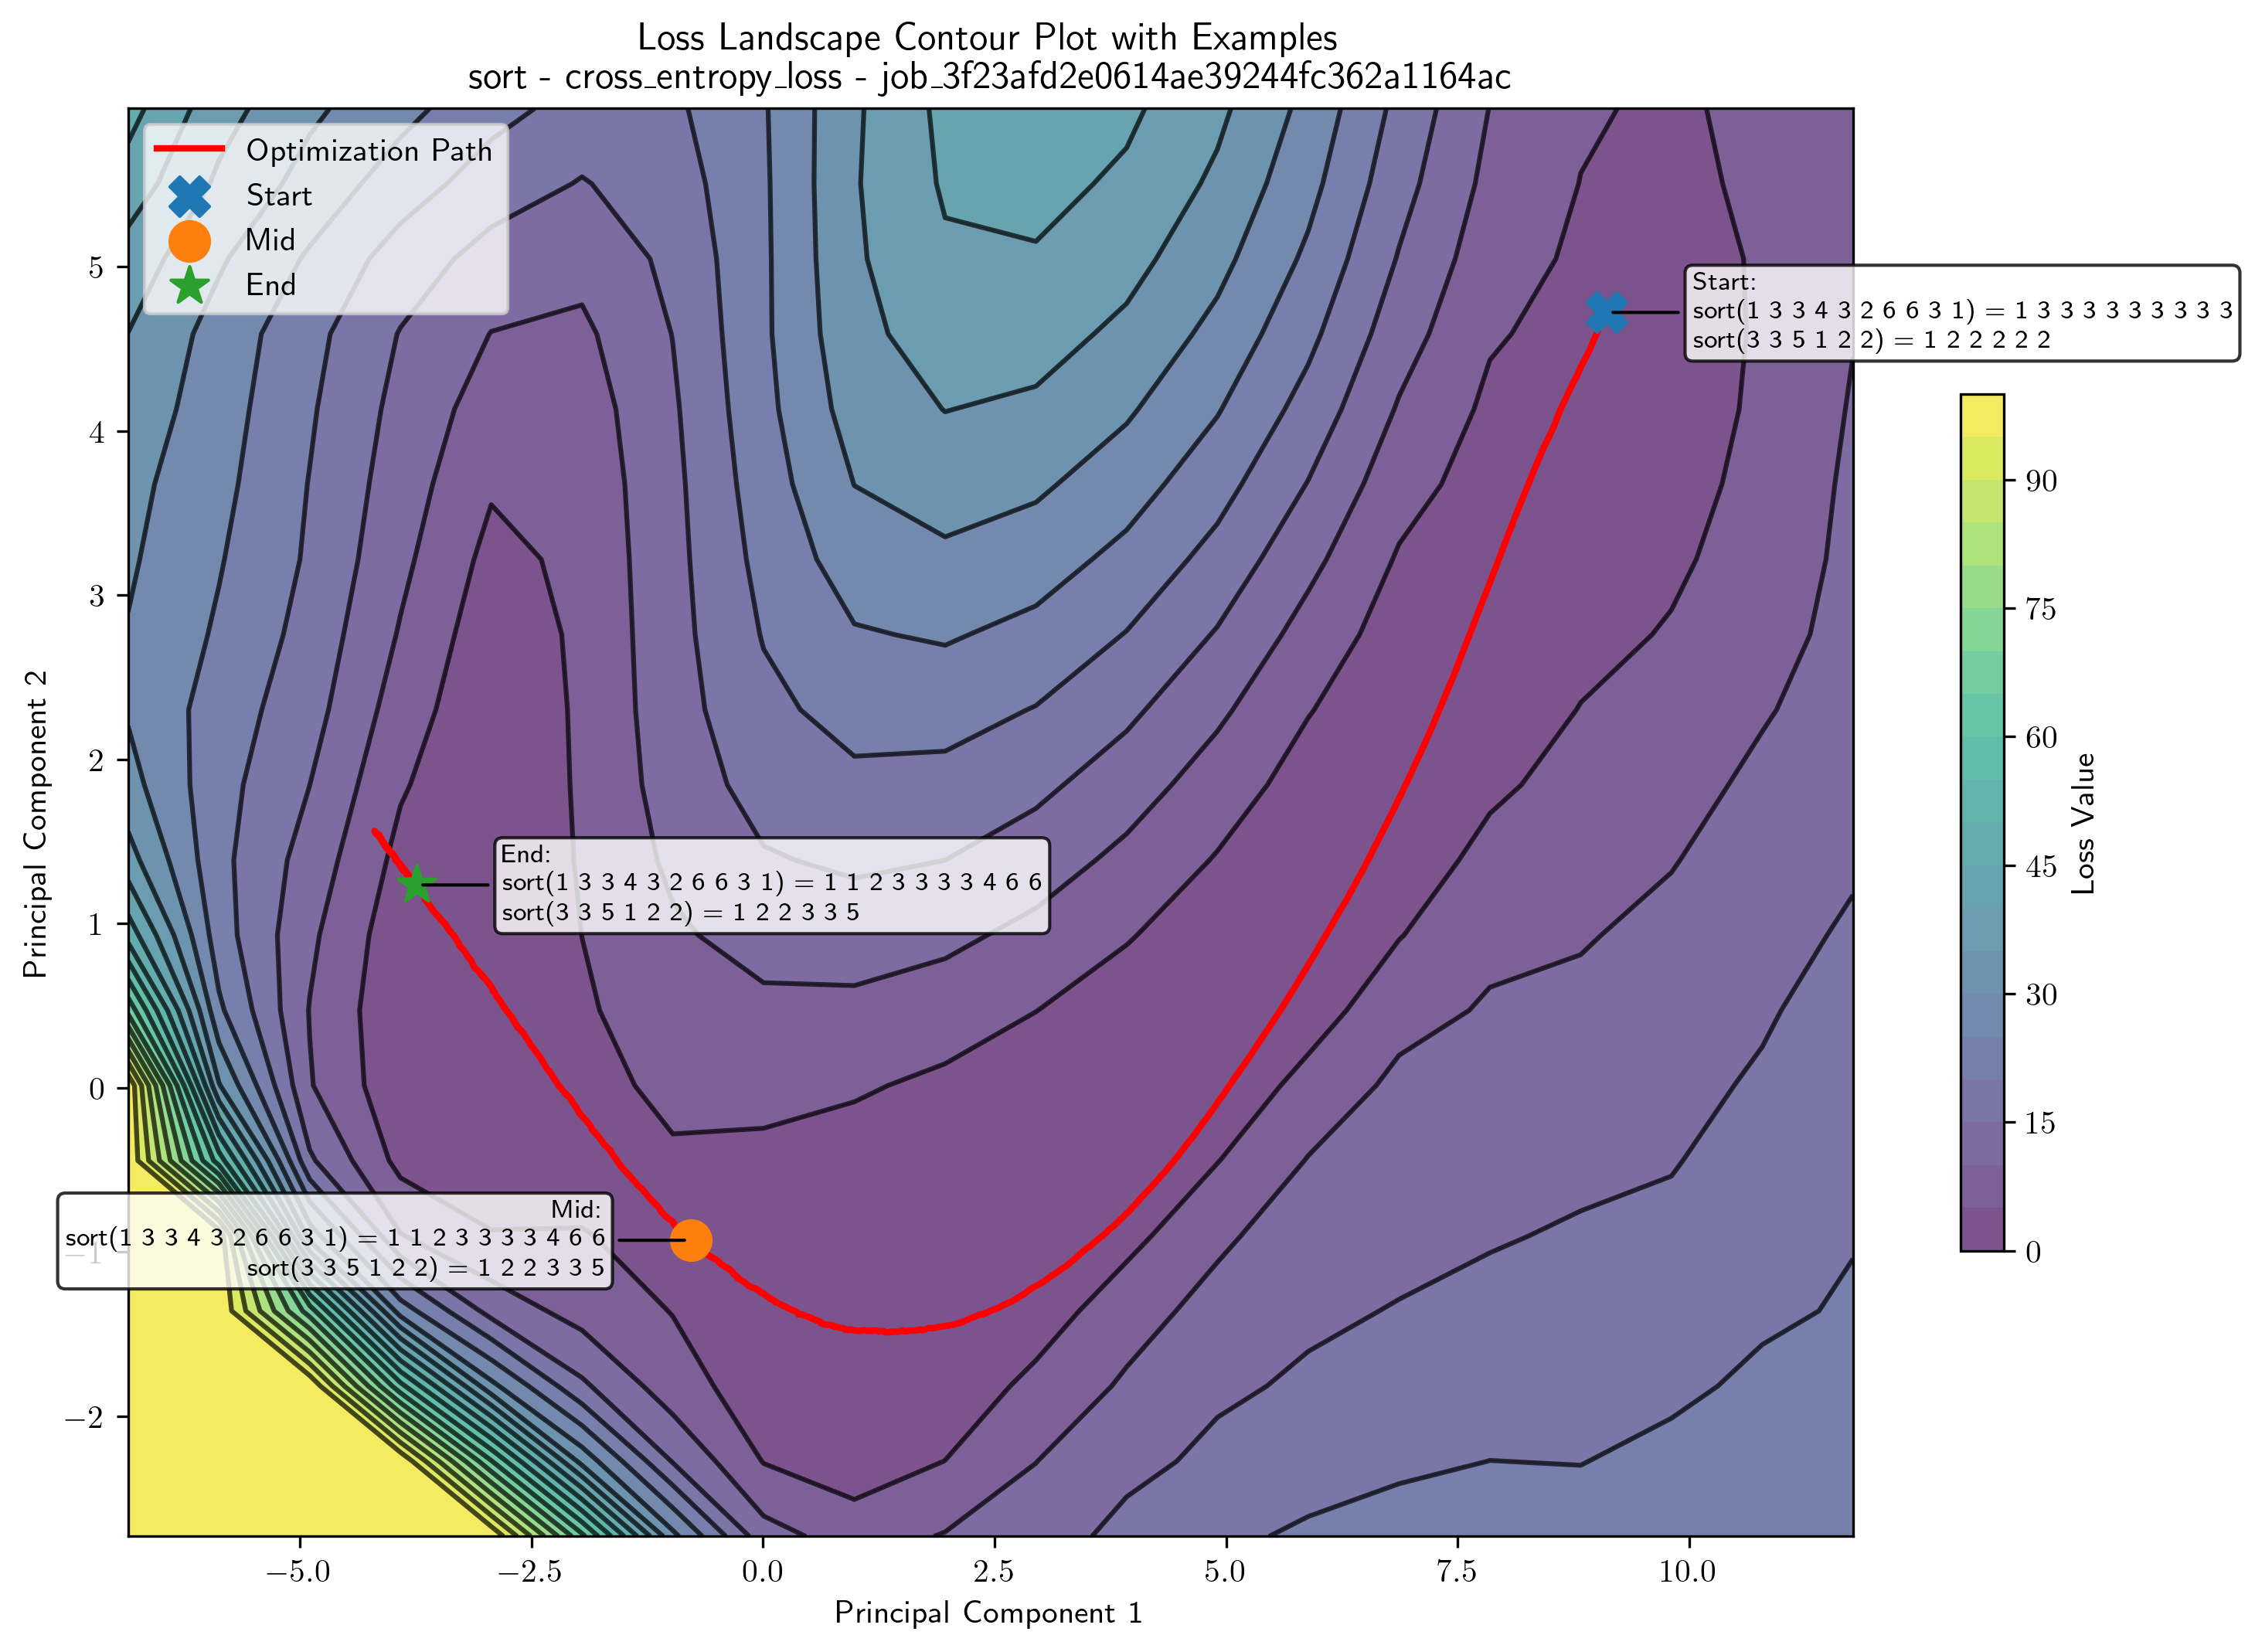 Loss Landscape Contour Plot with Examples
sort - cross_entropy_loss - job_3f23afd2e0614ae39244fc362a1164ac
Optimization Path
Start
Mid
End
Start:
sort(1 3 3 4 3 2 6 6 3 1) = 1 3 3 3 3 3 3 3 3 3
sort(3 3 5 1 2 2) = 1 2 2 2 2 2
End:
sort(1 3 3 4 3 2 6 6 3 1) = 1 1 2 3 3 3 3 4 6 6
sort(3 3 5 1 2 2) = 1 2 2 3 3 5
Mid:
sort(1 3 3 4 3 2 6 6 3 1) = 1 1 2 3 3 3 3 4 6 6
sort(3 3 5 1 2 2) = 1 2 2 3 3 5
5
4
3
2
1
0
−1
−2
Principal Component 2
−5.0
−2.5
0.0
2.5
5.0
7.5
10.0
Principal Component 1
90
75
60
45
30
15
0
Loss Value